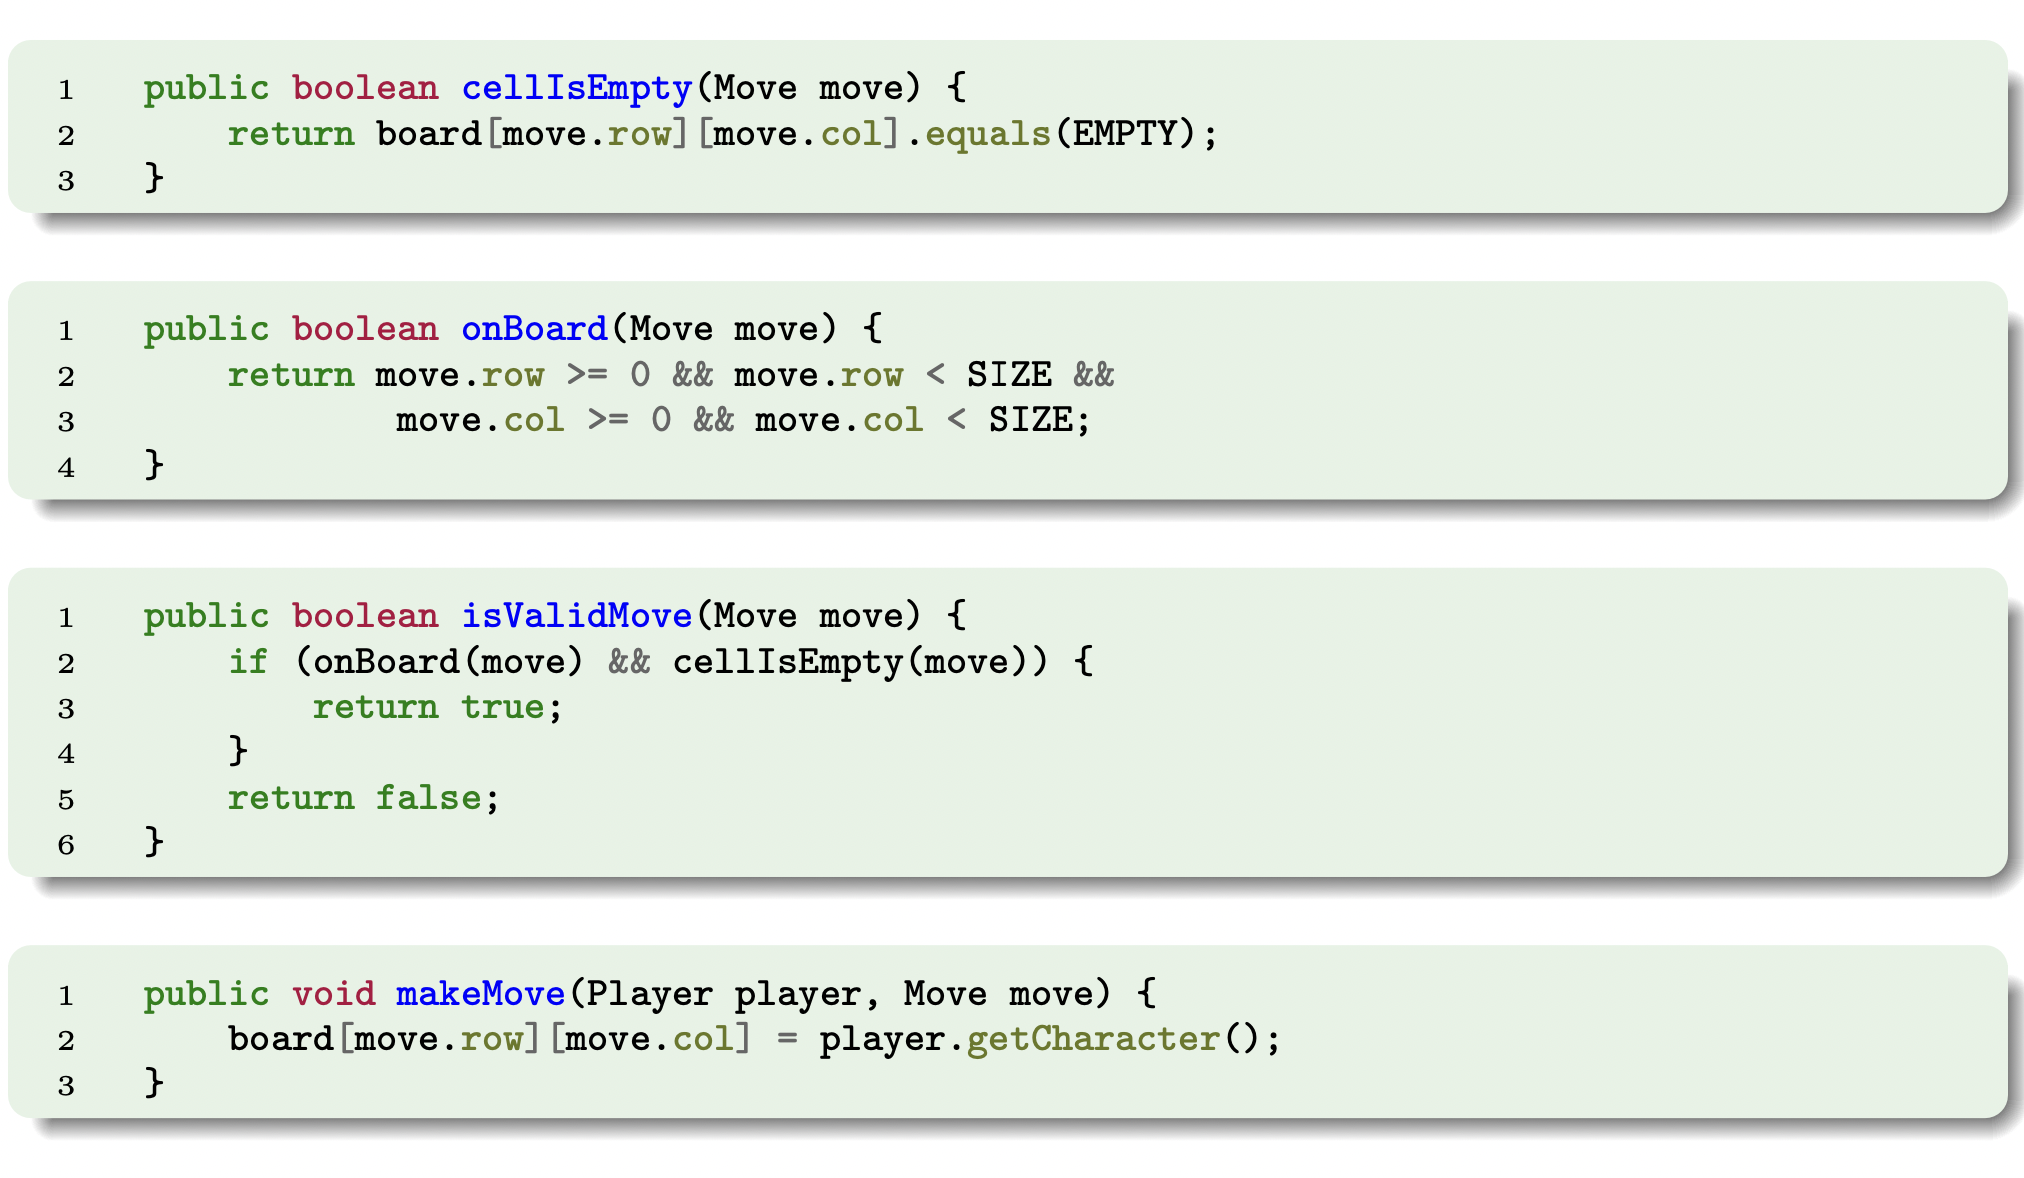 1 public boolean cellIsEmpty(Move move) {
2 return board[move.row][move.col].equals(EMPTY);
3 }
1 public boolean onBoard(Move move) {
2 return move.row >= 0 && move.row < SIZE &&
3 move.col >= 0 && move.col < SIZE;
4 }
1 public boolean isValidMove(Move move) {
2 if (onBoard(move) && cellIsEmpty(move)) {
3 return true;
4 }
5 return false;
6 }
1 public void makeMove(Player player, Move move) {
2 board[move.row][move.col] = player.getCharacter();
3 }